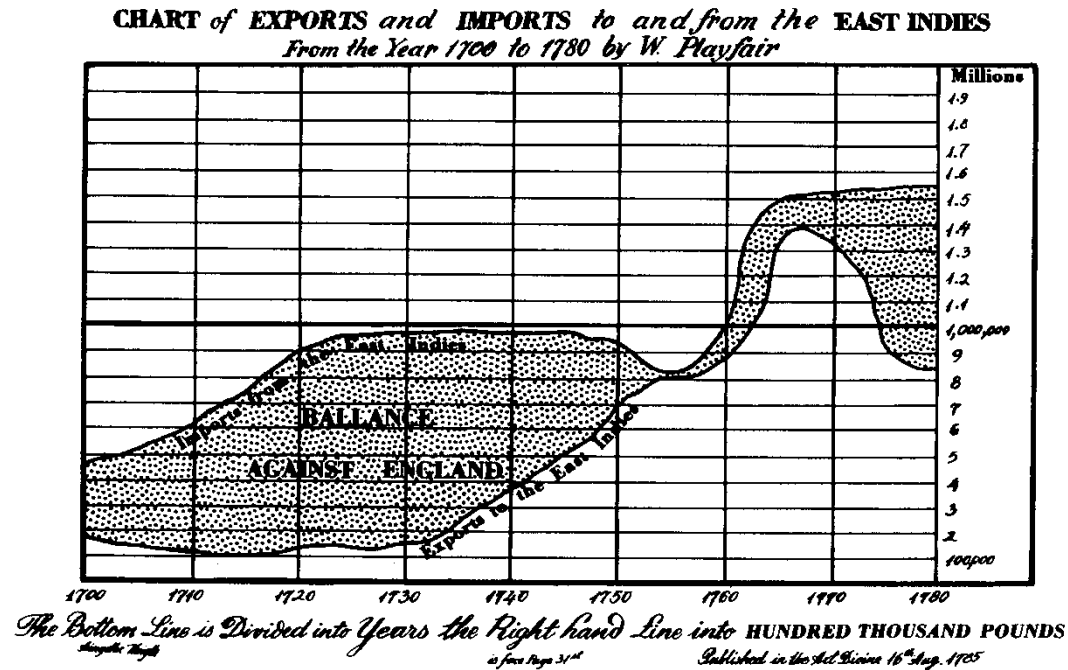 CHART of EXPORTS and IMPORTS to and from the EAST INDIES
From the Year 1700 to 1780 by W. Playfair
Millions
1.9
1.8
1.7
1.6
1.5
1.4
1.3
1.2
1.1
1,000,000
9
8
7
6
5
4
3
2
100,000
Imports from the East Indies
BALLANCE
AGAINST ENGLAND
Exports to the East Indies
1700 1710 1720 1730 1740 1750 1760 1770 1780
The Bottom Line is Divided into Years the Right hand Line into HUNDRED THOUSAND POUNDS
Published in the Act 16th Aug. 1785